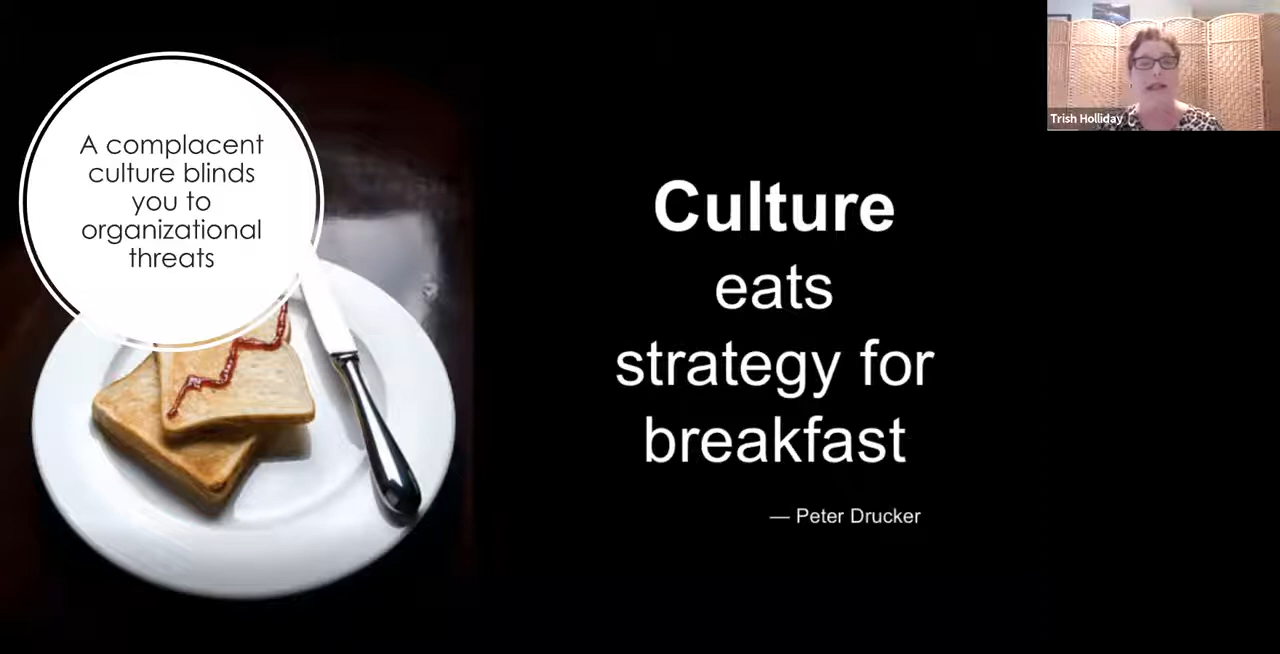 A complacent
culture blinds
you to
organizational
threats
Culture
eats
strategy for
breakfast
— Peter Drucker
Trish Holliday